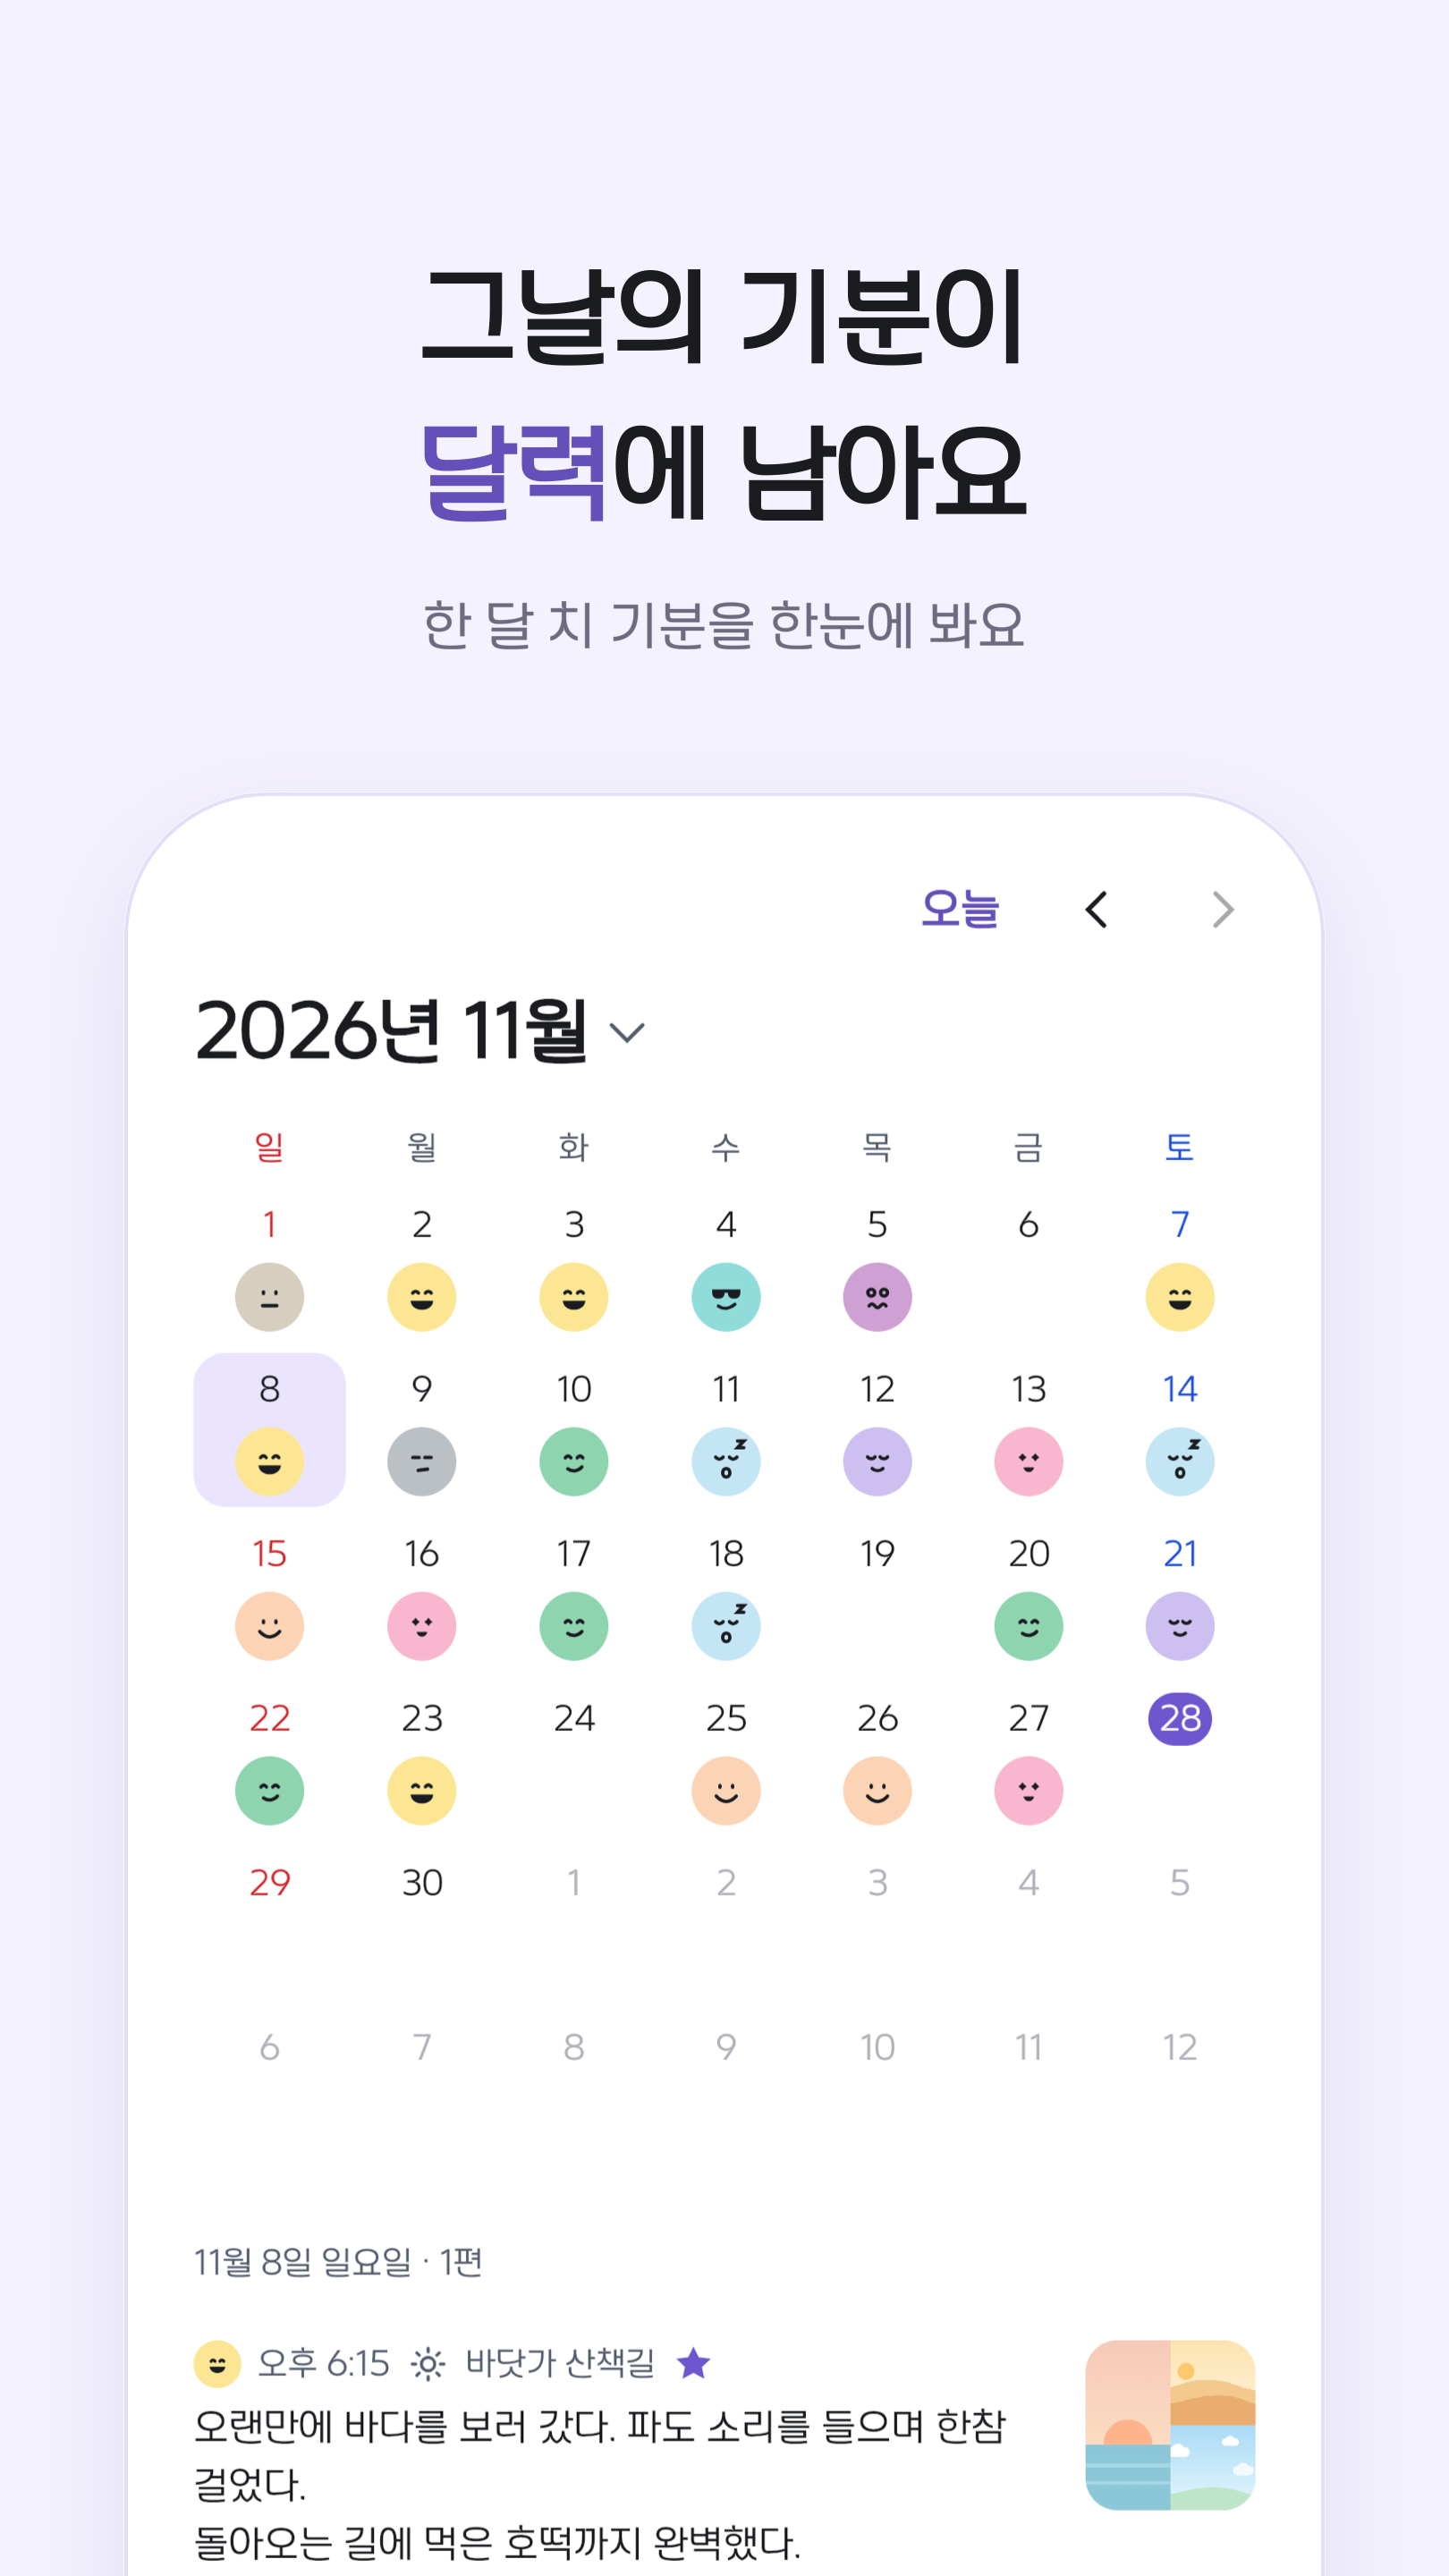 그날의 기분이
달력에 남아요
한 달 치 기분을 한눈에 봐요
오늘
2026년 11월
일 월 화 수 목 금 토
1 2 3 4 5 6 7
8 9 10 11 12 13 14
15 16 17 18 19 20 21
22 23 24 25 26 27 28
29 30 1 2 3 4 5
6 7 8 9 10 11 12
11월 8일 일요일 · 1편
오후 6:15 바닷가 산책길
오랜만에 바다를 보러 갔다. 파도 소리를 들으며 한참
걸었다.
돌아오는 길에 먹은 호떡까지 완벽했다.